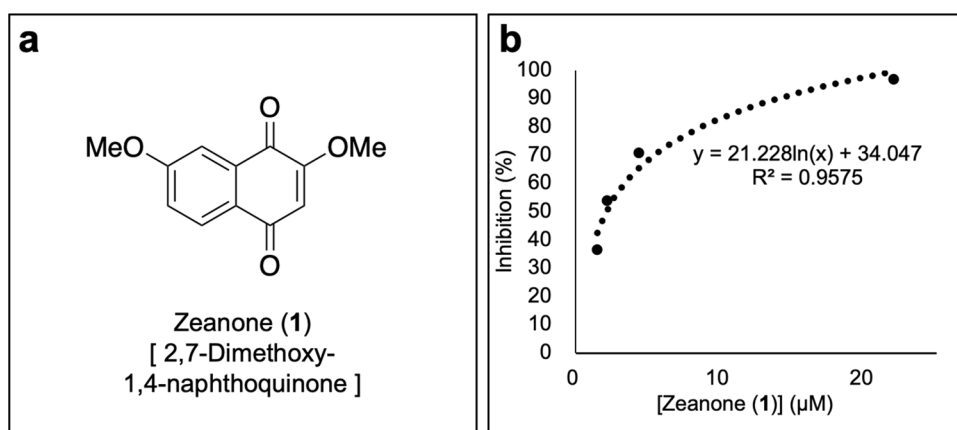 a
O
MeO
OMe
O
Zeanone (1)
[ 2,7-Dimethoxy-
1,4-naphthoquinone ]
b
100
90
80
70
60
50
40
30
20
10
0
Inhibition (%)
y = 21.228ln(x) + 34.047
R² = 0.9575
0 10 20
[Zeanone (1)] (µM)